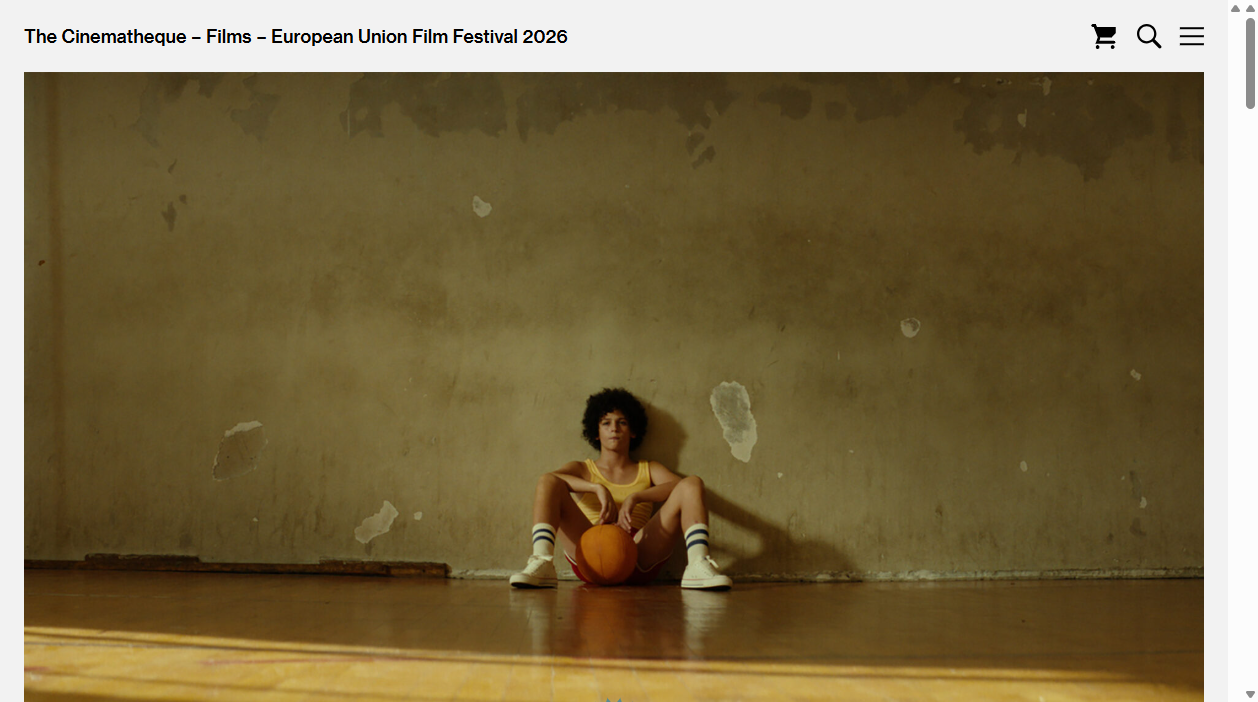 The Cinematheque – Films – European Union Film Festival 2026